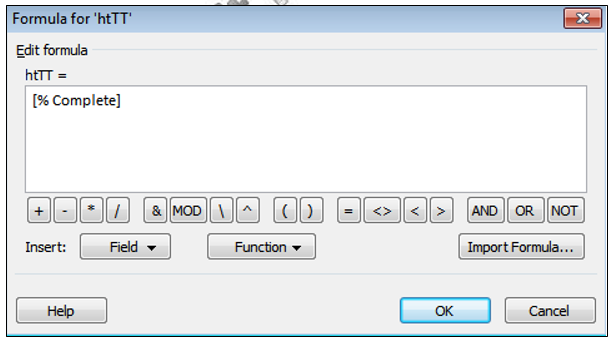 Formula for 'htTT'
Edit formula
htTT =
[% Complete]
+ - * / & MOD \ ^ ( ) = <> < > AND OR NOT
Insert: Field Function Import Formula...
Help OK Cancel